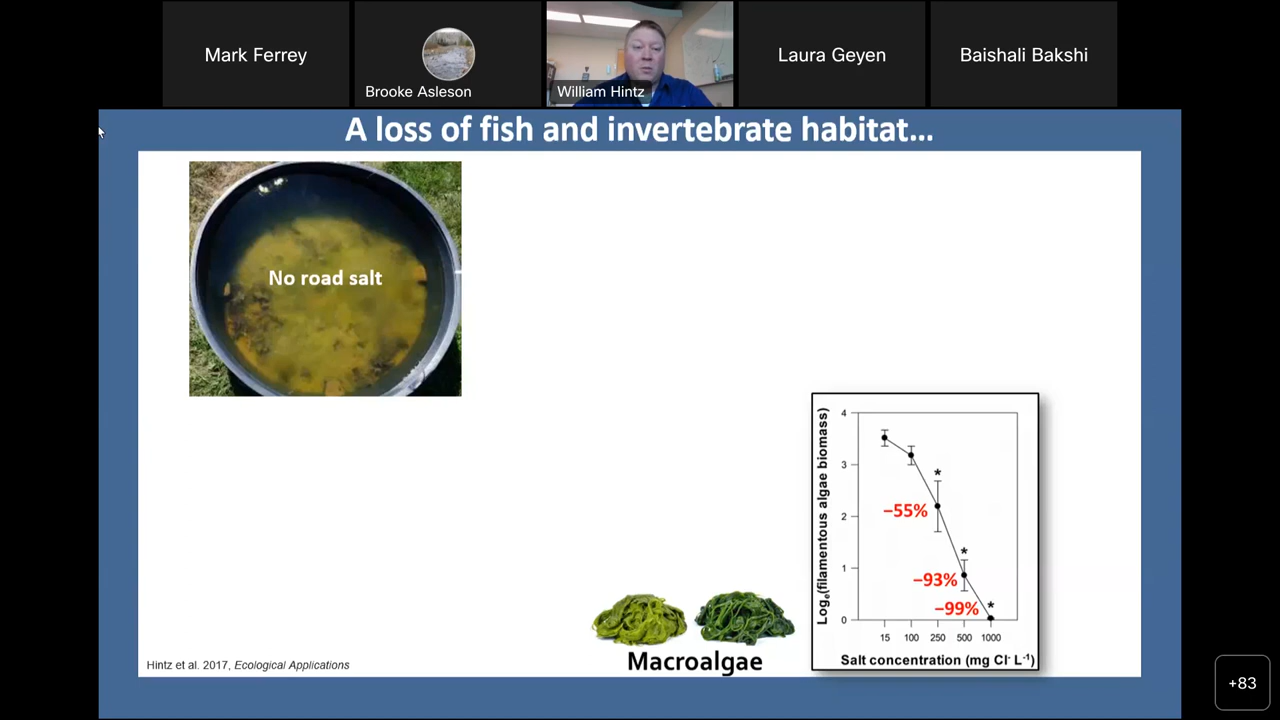 Mark Ferrey
Brooke Asleson
William Hintz
Laura Geyen
Baishali Bakshi
A loss of fish and invertebrate habitat...
No road salt
Logₑ(filamentous algae biomass)
4
3
2
1
0
*
*
*
−55%
−93%
−99%
15 100 250 500 1000
Salt concentration (mg Cl⁻ L⁻¹)
Macroalgae
Hintz et al. 2017, Ecological Applications
+83